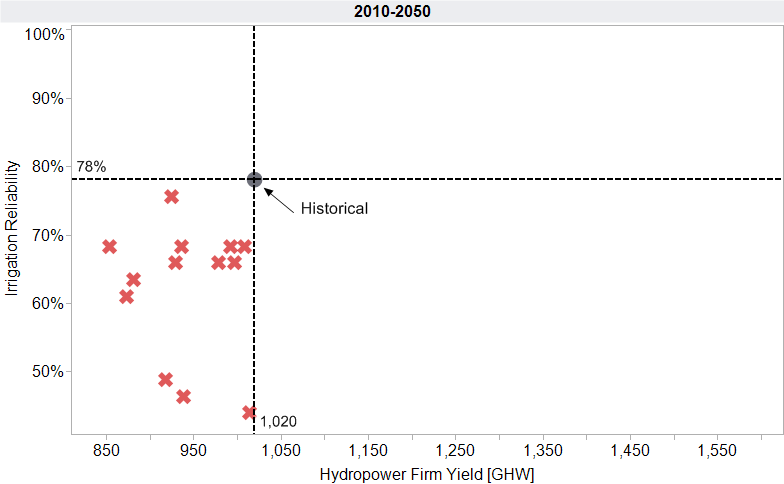 2010-2050
100%
90%
80%
78%
Historical
70%
60%
50%
Irrigation Reliability
1,020
850 950 1,050 1,150 1,250 1,350 1,450 1,550
Hydropower Firm Yield [GHW]